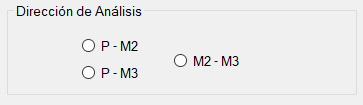 Dirección de Análisis
P - M2
P - M3
M2 - M3